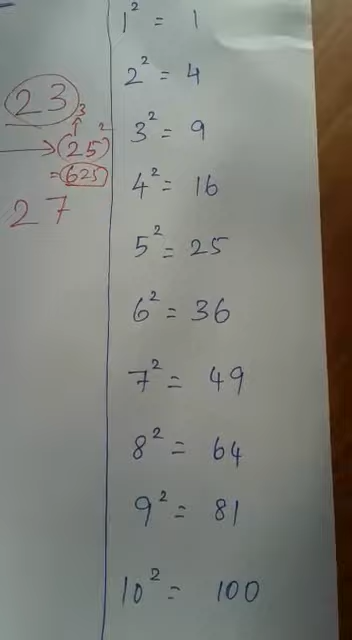 23
3
(25)²
= 625
27
1² = 1
2² = 4
3² = 9
4² = 16
5² = 25
6² = 36
7² = 49
8² = 64
9² = 81
10² = 100